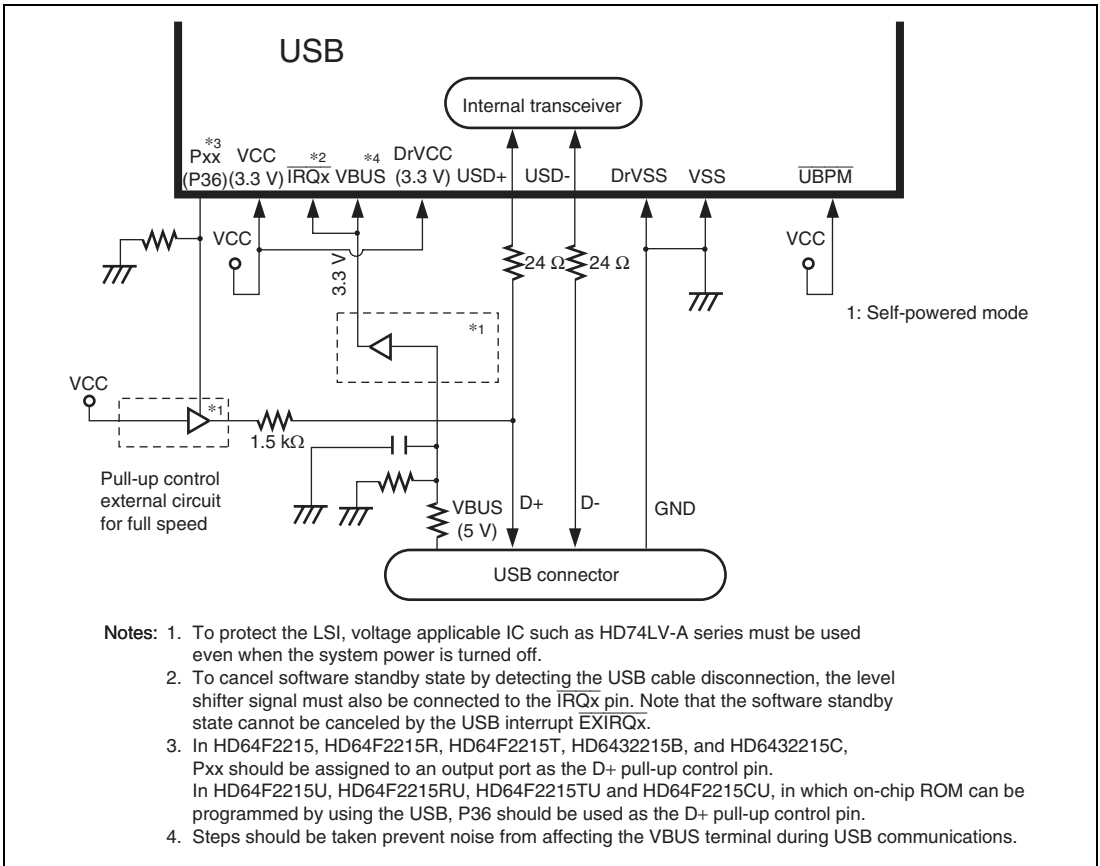 USB
Internal transceiver
*3 *2 *4
Pxx VCC DrVCC
(P36) (3.3 V) IRQx VBUS (3.3 V) USD+ USD- DrVSS VSS UBPM
VCC
3.3 V
24 Ω 24 Ω
VCC
1: Self-powered mode
*1
VCC
*1
1.5 kΩ
Pull-up control
external circuit
for full speed
VBUS
(5 V)
D+ D- GND
USB connector
Notes: 1. To protect the LSI, voltage applicable IC such as HD74LV-A series must be used
even when the system power is turned off.
2. To cancel software standby state by detecting the USB cable disconnection, the level
shifter signal must also be connected to the IRQx pin. Note that the software standby
state cannot be canceled by the USB interrupt EXIRQx.
3. In HD64F2215, HD64F2215R, HD64F2215T, HD6432215B, and HD6432215C,
Pxx should be assigned to an output port as the D+ pull-up control pin.
In HD64F2215U, HD64F2215RU, HD64F2215TU and HD64F2215CU, in which on-chip ROM can be
programmed by using the USB, P36 should be used as the D+ pull-up control pin.
4. Steps should be taken prevent noise from affecting the VBUS terminal during USB communications.